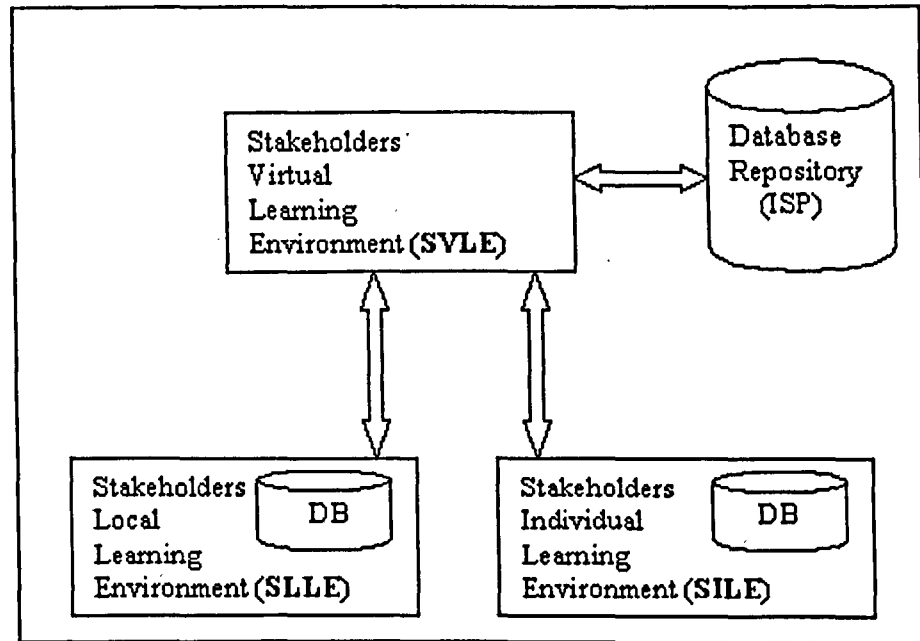 Stakeholders
Virtual
Learning
Environment (SVLE)
Database
Repository
(ISP)
Stakeholders
Local
Learning
Environment (SLLE)
DB
Stakeholders
Individual
Learning
Environment (SILE)
DB